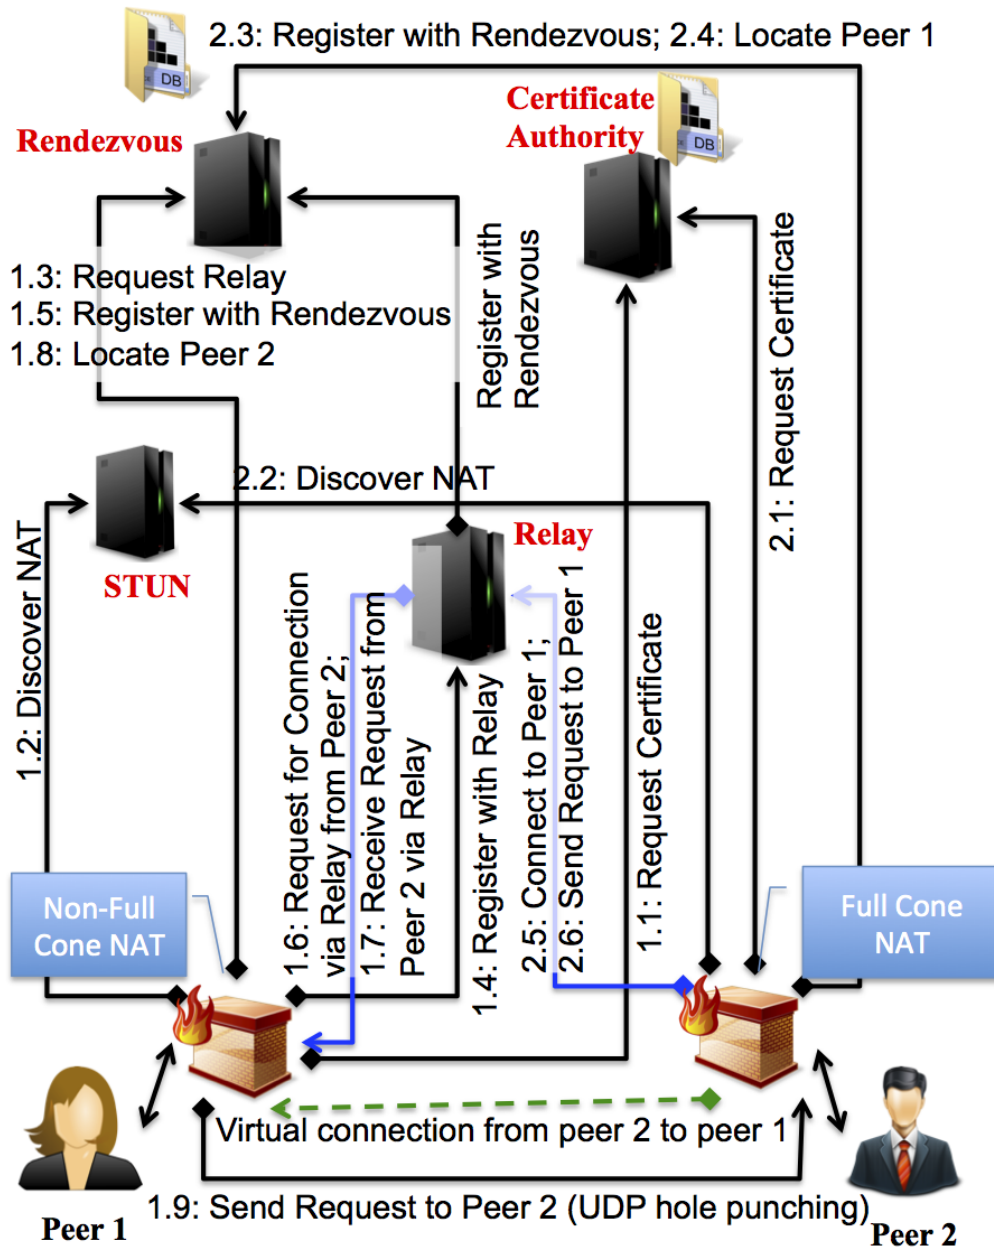 2.3: Register with Rendezvous; 2.4: Locate Peer 1
DB
Certificate
Authority
DB
Rendezvous
1.3: Request Relay
1.5: Register with Rendezvous
1.8: Locate Peer 2
Register with
Rendezvous
2.1: Request Certificate
2.2: Discover NAT
STUN
Relay
1.2: Discover NAT
1.6: Request for Connection
via Relay from Peer 2;
1.7: Receive Request from
Peer 2 via Relay
1.4: Register with Relay
2.5: Connect to Peer 1;
2.6: Send Request to Peer 1
1.1: Request Certificate
Non-Full
Cone NAT
Full Cone
NAT
Virtual connection from peer 2 to peer 1
1.9: Send Request to Peer 2 (UDP hole punching)
Peer 1
Peer 2